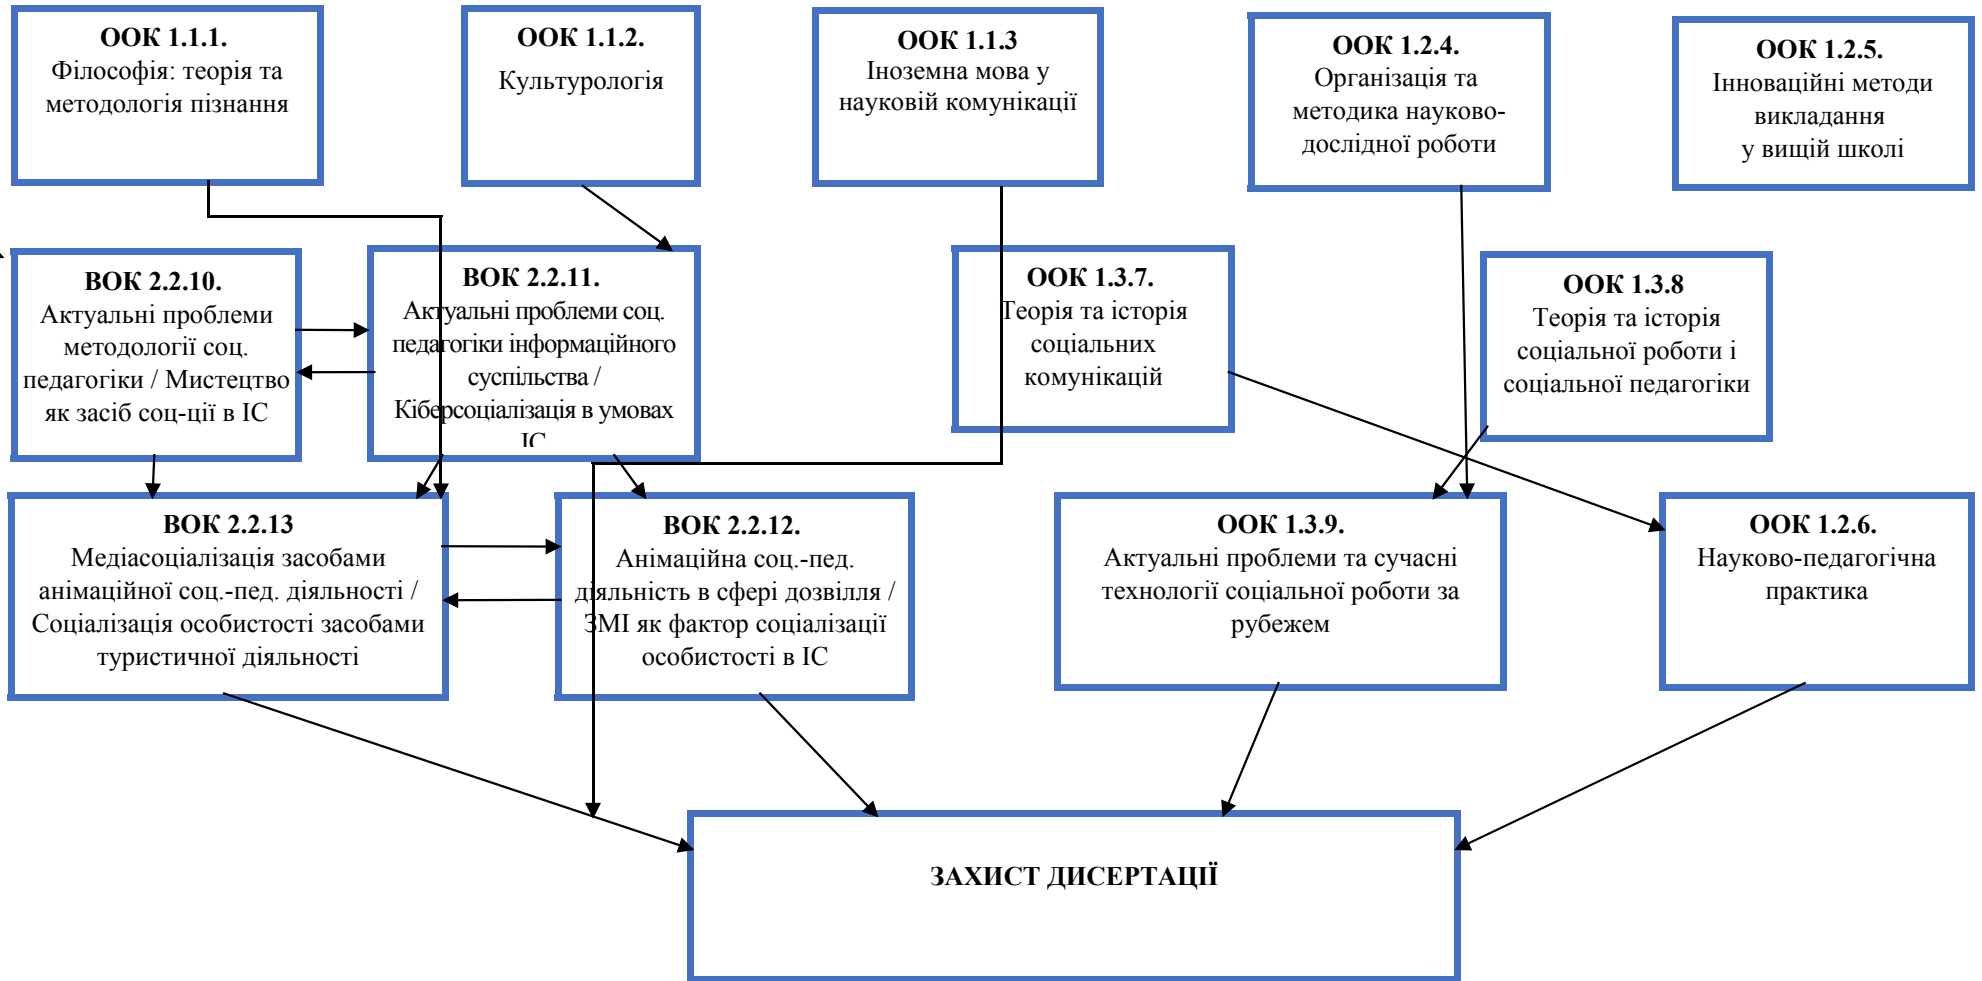 ООК 1.1.1.
Філософія: теорія та
методологія пізнання
ООК 1.1.2.
Культурологія
ООК 1.1.3
Іноземна мова у
науковій комунікації
ООК 1.2.4.
Організація та
методика науково-
дослідної роботи
ООК 1.2.5.
Інноваційні методи
викладання
у вищій школі
ВОК 2.2.10.
Актуальні проблеми
методології соц.
педагогіки / Мистецтво
як засіб соц-ції в ІС
ВОК 2.2.11.
Актуальні проблеми соц.
педагогіки інформаційного
суспільства /
Кіберсоціалізація в умовах
ІС
ООК 1.3.7.
Теорія та історія
соціальних
комунікацій
ООК 1.3.8
Теорія та історія
соціальної роботи і
соціальної педагогіки
ВОК 2.2.13
Медіасоціалізація засобами
анімаційної соц.-пед. діяльності /
Соціалізація особистості засобами
туристичної діяльності
ВОК 2.2.12.
Анімаційна соц.-пед.
діяльність в сфері дозвілля /
ЗМІ як фактор соціалізації
особистості в ІС
ООК 1.3.9.
Актуальні проблеми та сучасні
технології соціальної роботи за
рубежем
ООК 1.2.6.
Науково-педагогічна
практика
ЗАХИСТ ДИСЕРТАЦІЇ